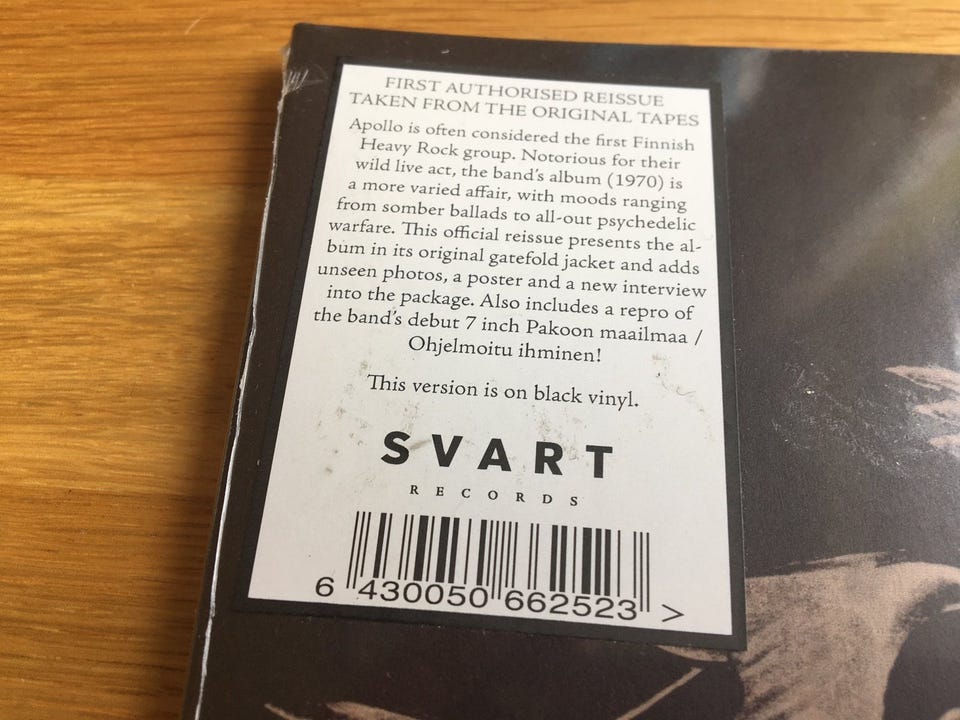 FIRST AUTHORISED REISSUE
TAKEN FROM THE ORIGINAL TAPES
Apollo is often considered the first Finnish
Heavy Rock group. Notorious for their
wild live act, the band's album (1970) is
a more varied affair, with moods ranging
from somber ballads to all-out psychedelic
warfare. This official reissue presents the al-
bum in its original gatefold jacket and adds
unseen photos, a poster and a new interview
into the package. Also includes a repro of
the band's debut 7 inch Pakoon maailmaa /
Ohjelmoitu ihminen!
This version is on black vinyl.
SVART
RECORDS
6 430050 662523 >